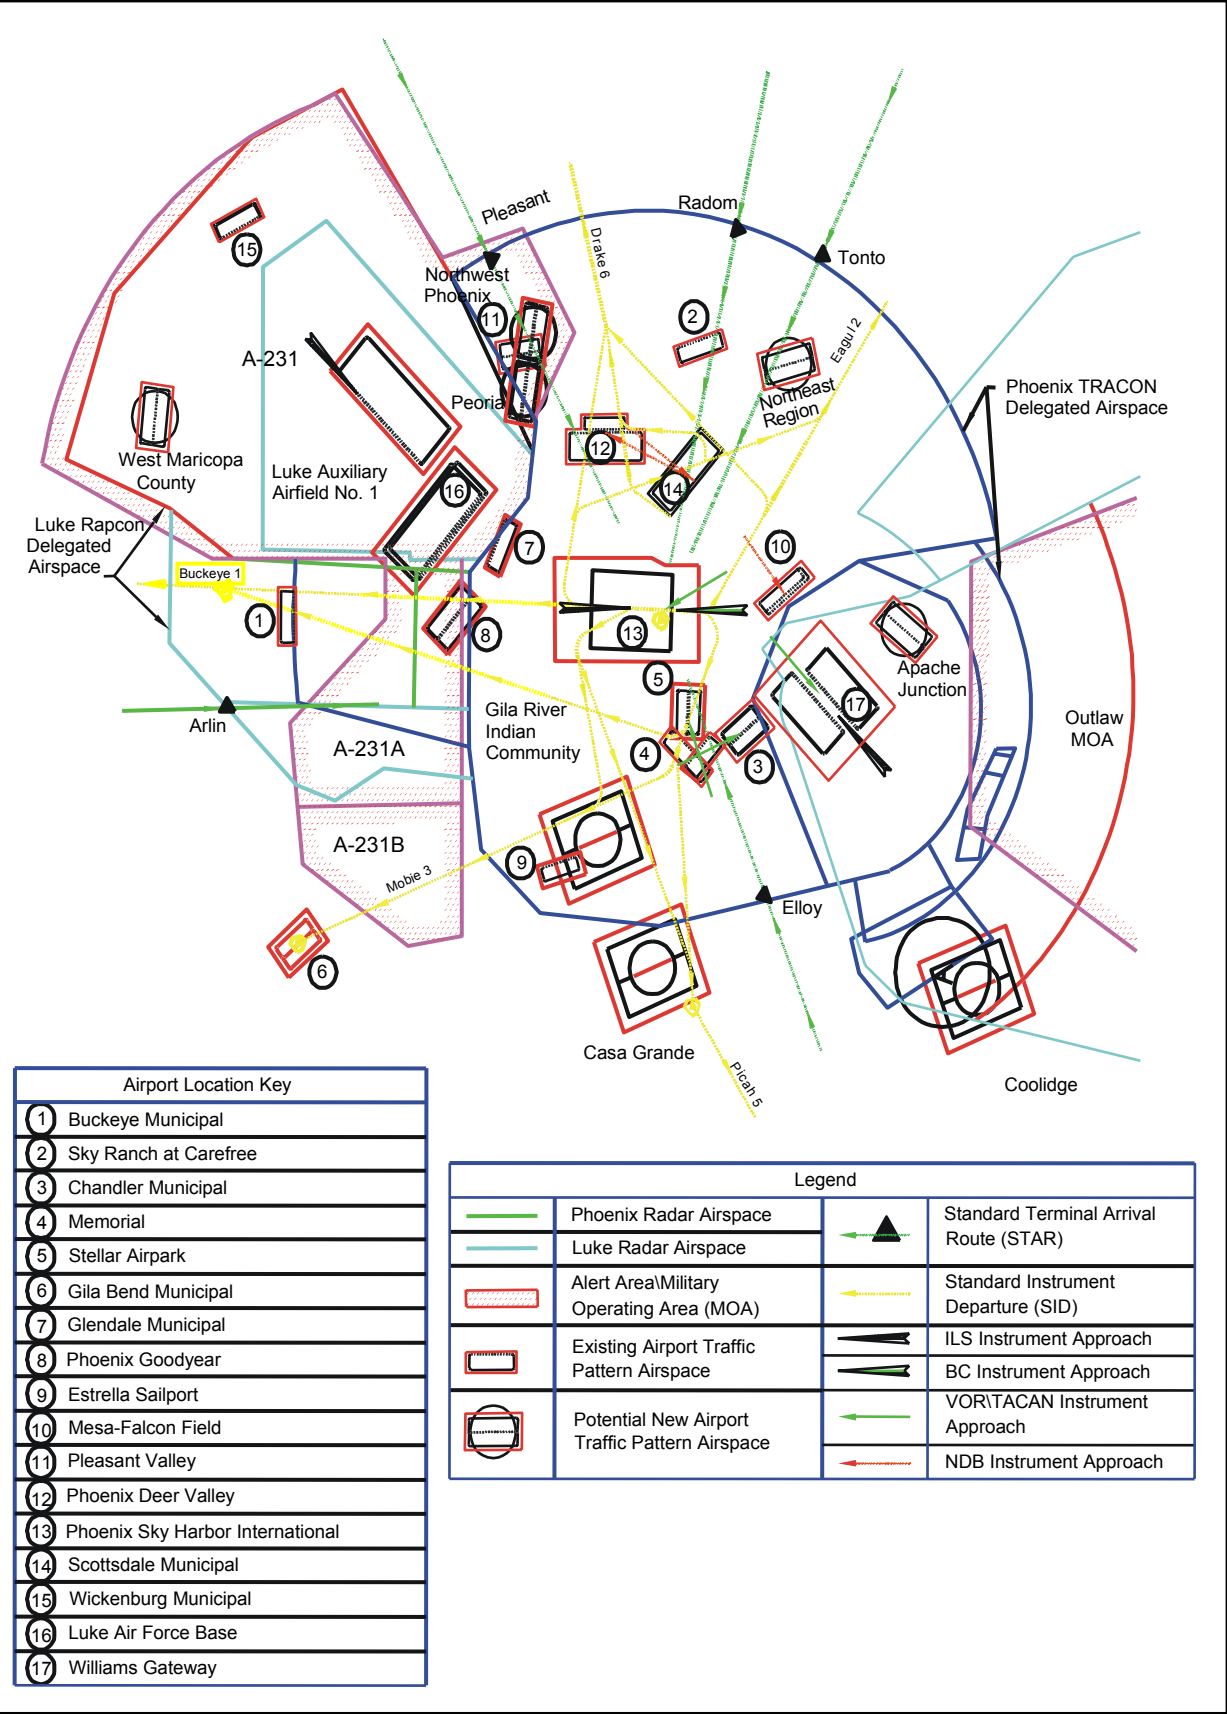 Pleasant
Radom
Drake 6
Tonto
Northwest
Phoenix
15
11
2
A-231
Eagul 2
Phoenix TRACON
Delegated Airspace
Peoria
Northeast
Region
West Maricopa
County
Luke Auxiliary
Airfield No. 1
12
16
14
Luke Rapcon
Delegated
Airspace
7
10
Buckeye 1
1
8
13
Apache
Junction
5
17
Arlin
Gila River
Indian
Community
Outlaw
MOA
A-231A
4
3
A-231B
9
Mobie 3
Elloy
6
Casa Grande
Picah 5
Coolidge
Airport Location Key
1 Buckeye Municipal
2 Sky Ranch at Carefree
3 Chandler Municipal
4 Memorial
5 Stellar Airpark
6 Gila Bend Municipal
7 Glendale Municipal
8 Phoenix Goodyear
9 Estrella Sailport
10 Mesa-Falcon Field
11 Pleasant Valley
12 Phoenix Deer Valley
13 Phoenix Sky Harbor International
14 Scottsdale Municipal
15 Wickenburg Municipal
16 Luke Air Force Base
17 Williams Gateway
Legend
Phoenix Radar Airspace
Luke Radar Airspace
Alert Area\Military
Operating Area (MOA)
Existing Airport Traffic
Pattern Airspace
Potential New Airport
Traffic Pattern Airspace
Standard Terminal Arrival
Route (STAR)
Standard Instrument
Departure (SID)
ILS Instrument Approach
BC Instrument Approach
VOR\TACAN Instrument
Approach
NDB Instrument Approach